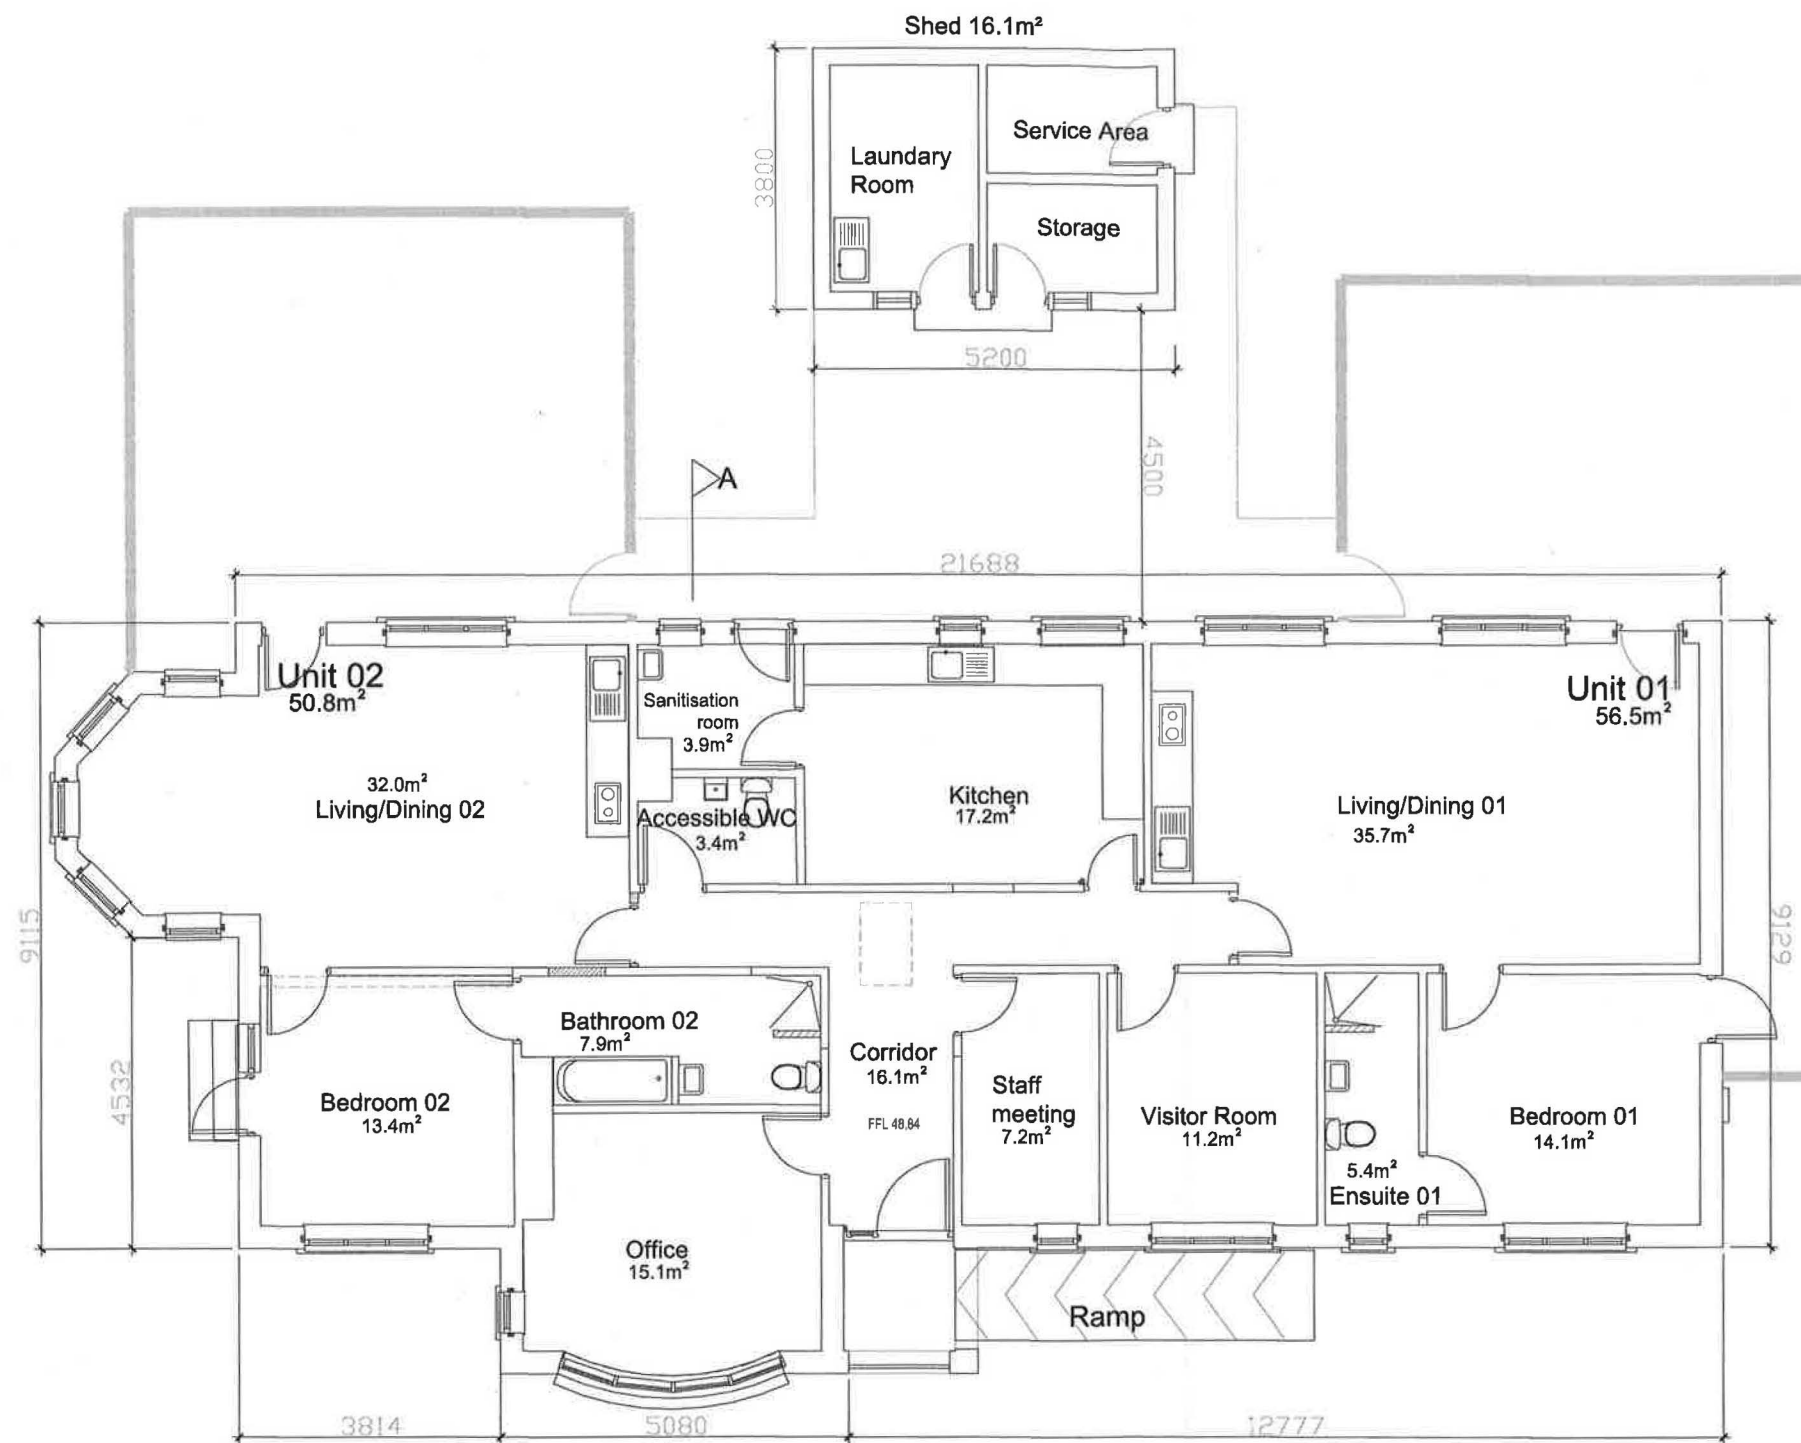 Shed 16.1m²
3800
Laundary
Room
Service Area
Storage
5200
4500
A
21688
Unit 02
50.8m²
Unit 01
56.5m²
Sanitisation
room
3.9m²
32.0m²
Living/Dining 02
Kitchen
17.2m²
Living/Dining 01
35.7m²
Accessible WC
3.4m²
9115
9129
4532
Bathroom 02
7.9m²
Corridor
16.1m²
FFL 48.84
Staff
meeting
7.2m²
Visitor Room
11.2m²
Bedroom 02
13.4m²
Bedroom 01
14.1m²
5.4m²
Ensuite 01
Office
15.1m²
Ramp
3814
5080
12777